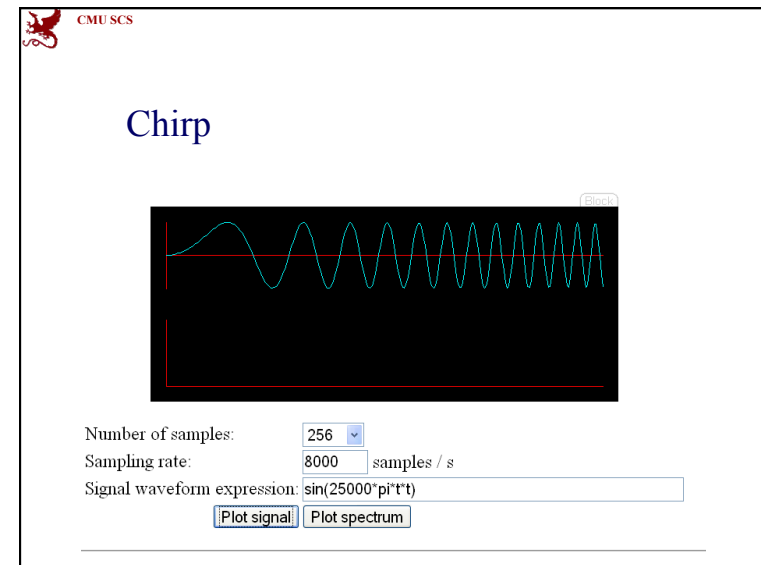 CMU SCS
Chirp
Block
Number of samples: 256
Sampling rate: 8000 samples / s
Signal waveform expression: sin(25000*pi*t*t)
Plot signal Plot spectrum